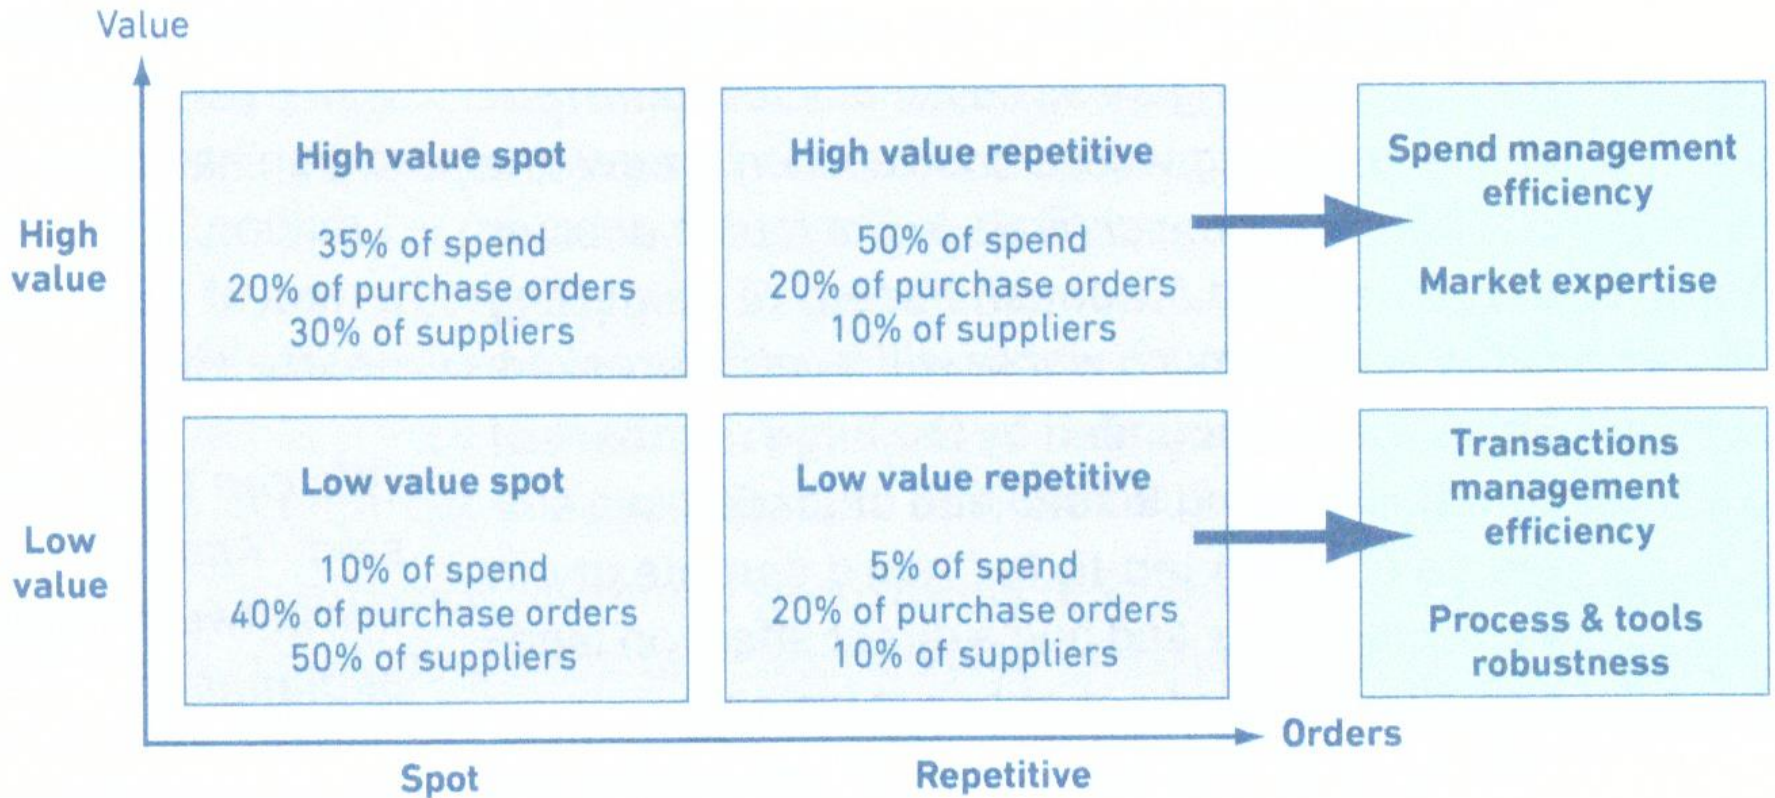 Value
High value spot
35% of spend
20% of purchase orders
30% of suppliers
High value repetitive
50% of spend
20% of purchase orders
10% of suppliers
Spend management
efficiency
Market expertise
High
value
Low value spot
10% of spend
40% of purchase orders
50% of suppliers
Low value repetitive
5% of spend
20% of purchase orders
10% of suppliers
Transactions
management
efficiency
Process & tools
robustness
Low
value
Orders
Spot
Repetitive